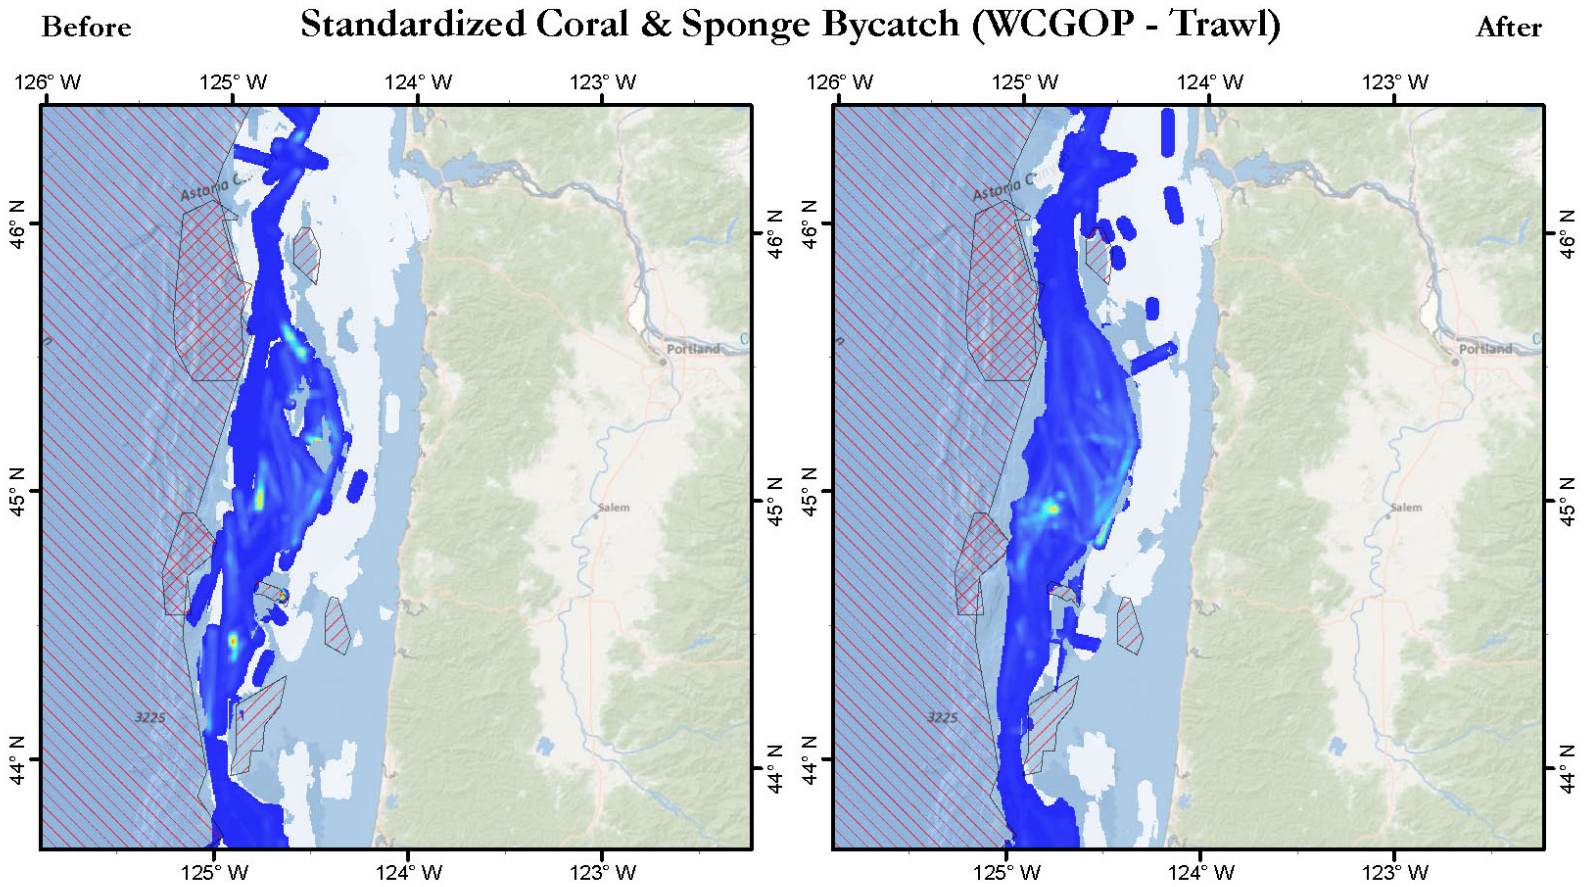 Before
Standardized Coral & Sponge Bycatch (WCGOP - Trawl)
After
126° W
125° W
124° W
123° W
126° W
125° W
124° W
123° W
46° N
45° N
44° N
46° N
45° N
44° N
46° N
45° N
44° N
46° N
45° N
44° N
Astoria C
Portland
Salem
3225
Astoria
Portland
Salem
3225
125° W
124° W
123° W
125° W
124° W
123° W